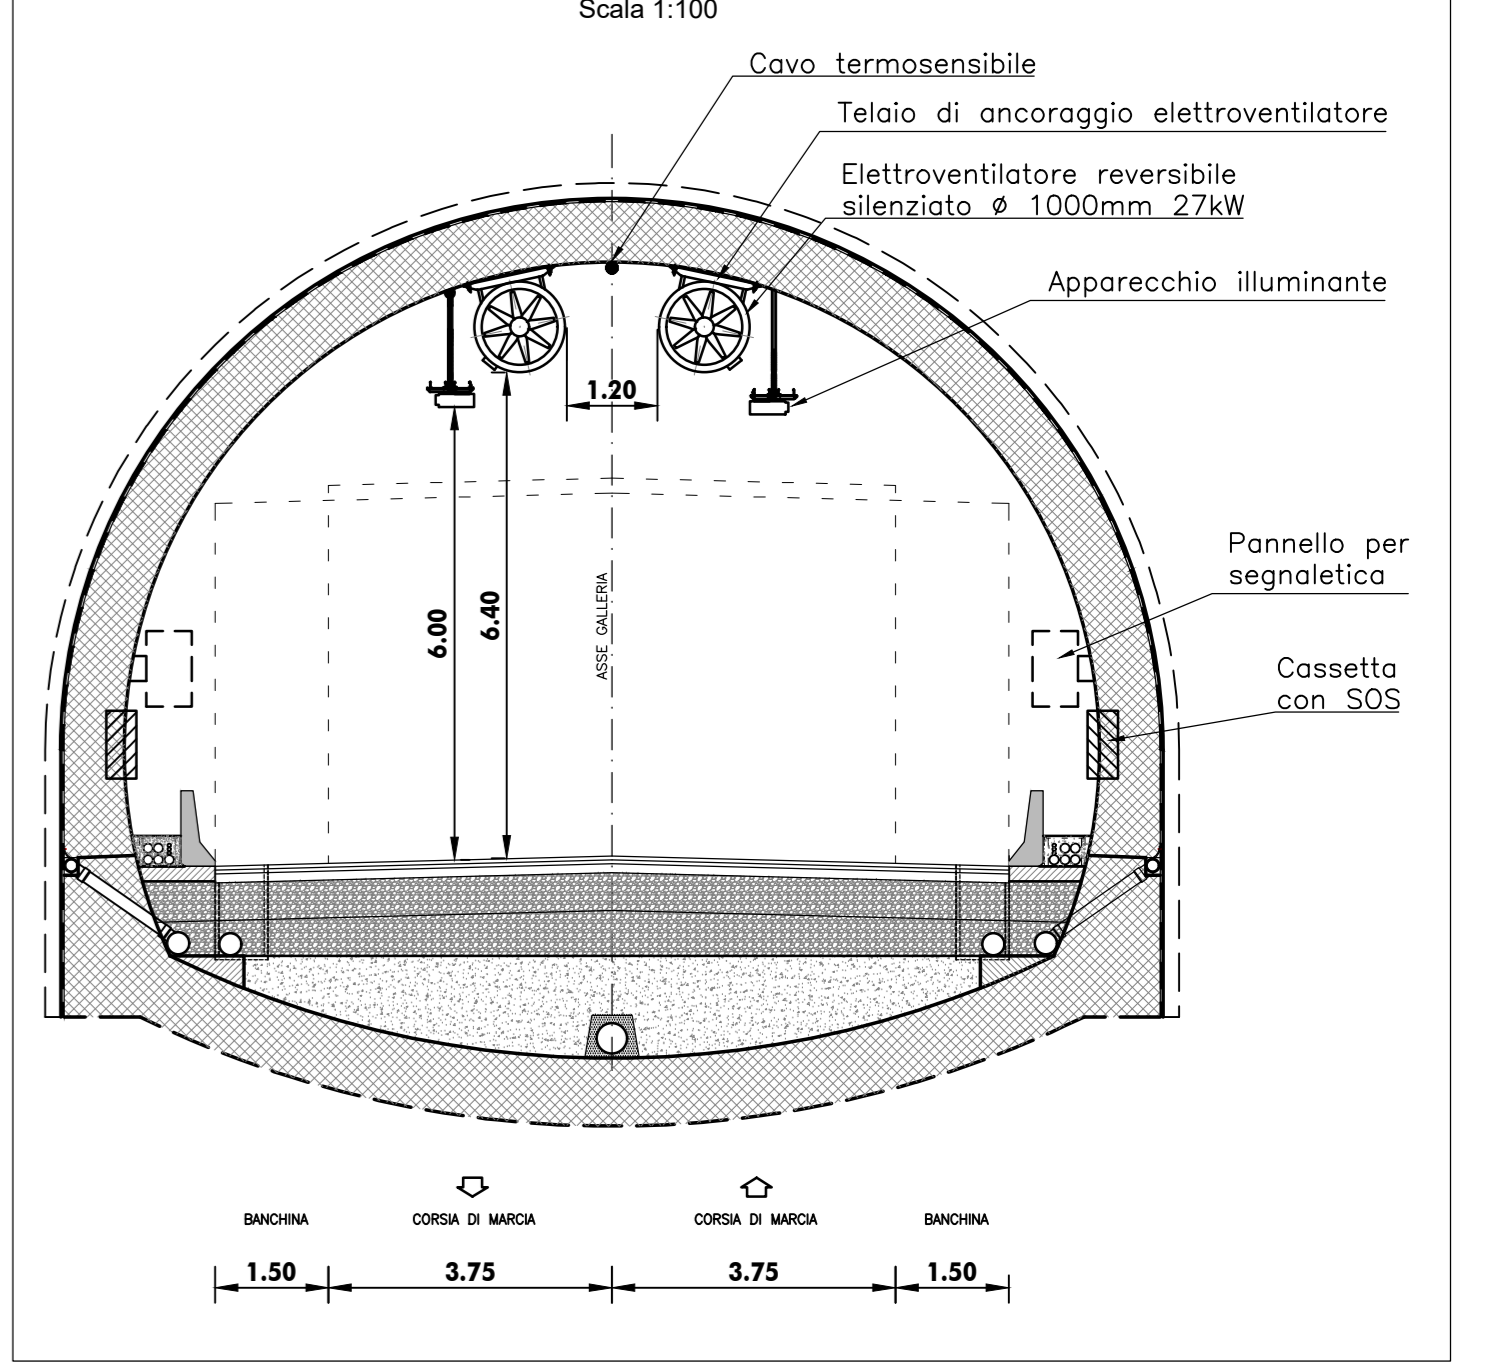 Scala 1:100
Cavo termosensibile
Telaio di ancoraggio elettroventilatore
Elettroventilatore reversibile
silenziato ø 1000mm 27kW
Apparecchio illuminante
1.20
Pannello per
segnaletica
6.00
6.40
ASSE GALLERIA
Cassetta
con SOS
BANCHINA
CORSIA DI MARCIA
CORSIA DI MARCIA
BANCHINA
1.50
3.75
3.75
1.50